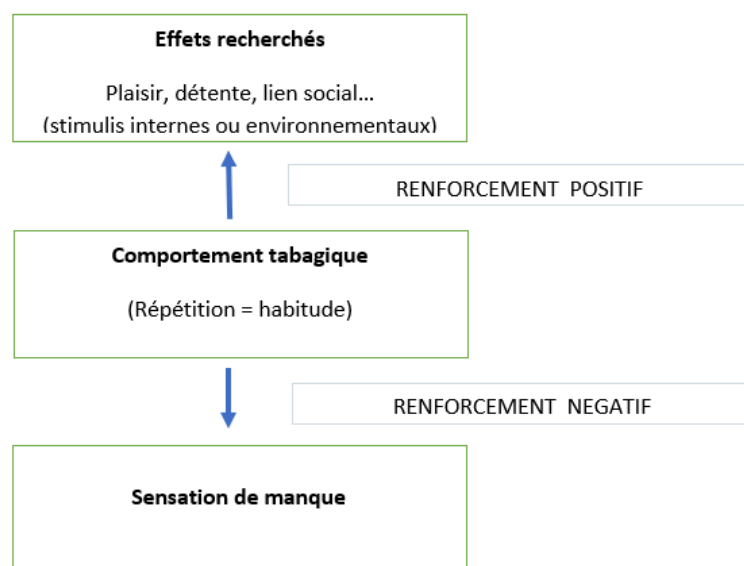 Effets recherchés
Plaisir, détente, lien social...
(stimulis internes ou environnementaux)
RENFORCEMENT POSITIF
Comportement tabagique
(Répétition = habitude)
RENFORCEMENT NEGATIF
Sensation de manque